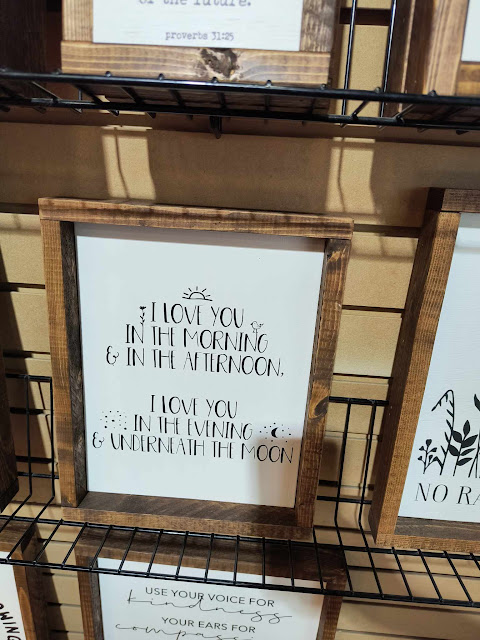 of the future.
proverbs 31:25
I LOVE YOU
IN THE MORNING
& IN THE AFTERNOON,
I LOVE YOU
IN THE EVENING
& UNDERNEATH THE MOON
NO RA
USE YOUR VOICE FOR
kindness
YOUR EARS FOR